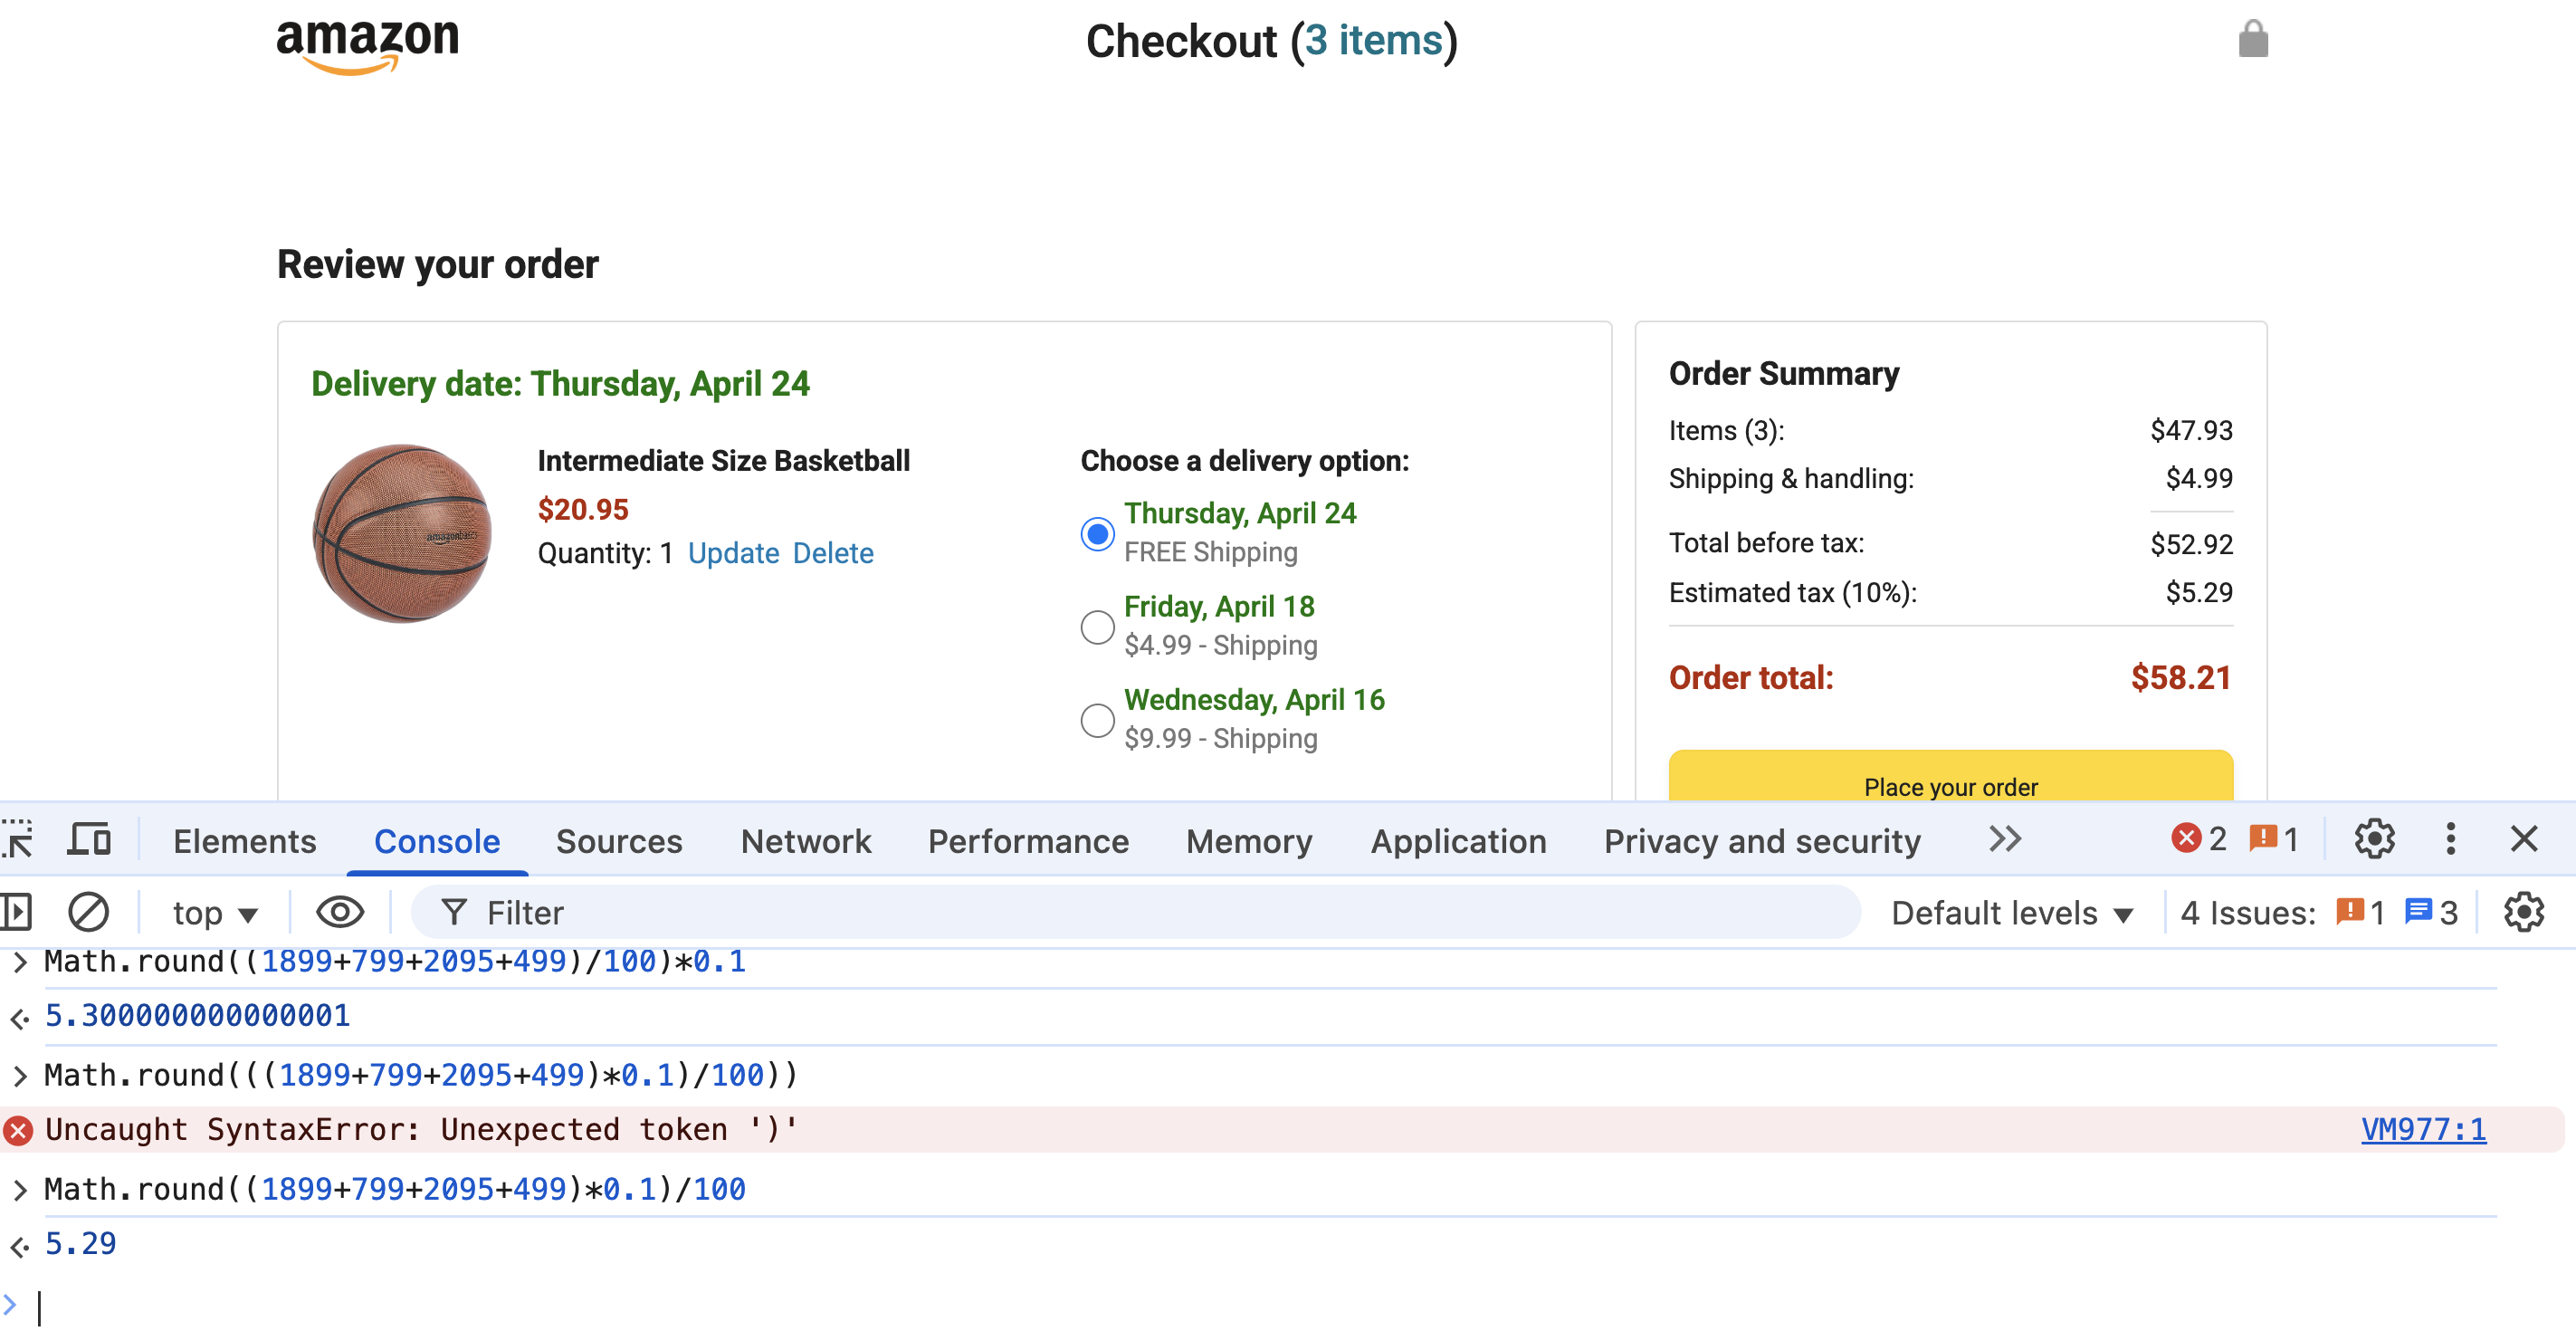 amazon
Checkout (3 items)
Review your order
Delivery date: Thursday, April 24
Intermediate Size Basketball
$20.95
Quantity: 1 Update Delete
amazonbasics
Choose a delivery option:
Thursday, April 24
FREE Shipping
Friday, April 18
$4.99 - Shipping
Wednesday, April 16
$9.99 - Shipping
Order Summary
Items (3): $47.93
Shipping & handling: $4.99
Total before tax: $52.92
Estimated tax (10%): $5.29
Order total: $58.21
Place your order
Elements Console Sources Network Performance Memory Application Privacy and security 2 1
top Filter Default levels 4 Issues: 1 3
> Math.round((1899+799+2095+499)/100)*0.1
5.300000000000001
> Math.round(((1899+799+2095+499)*0.1)/100))
Uncaught SyntaxError: Unexpected token ')' VM977:1
> Math.round((1899+799+2095+499)*0.1)/100
5.29
>